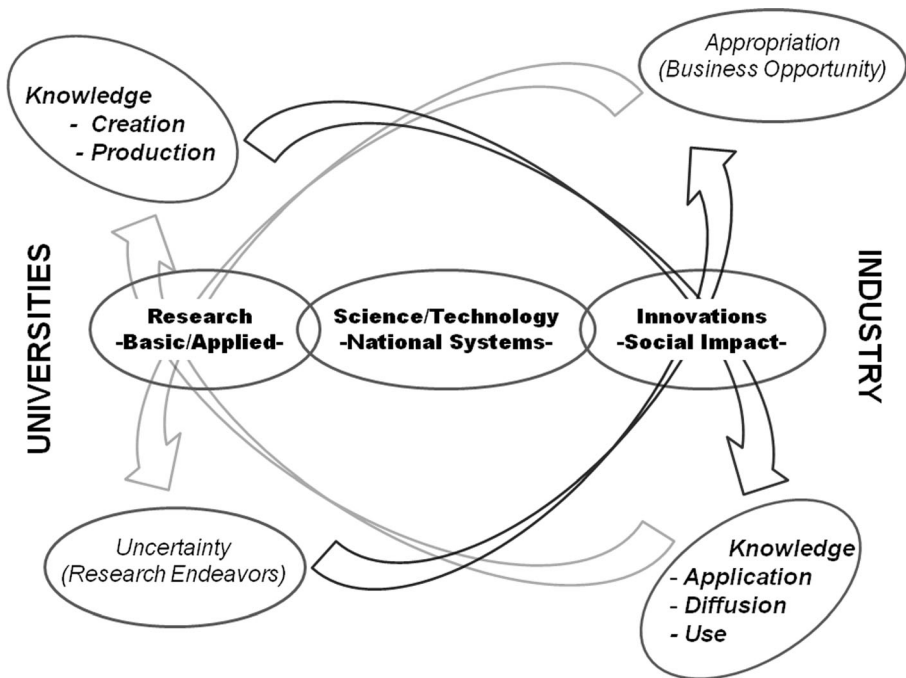 Appropriation
(Business Opportunity)
Knowledge
- Creation
- Production
UNIVERSITIES
Research
-Basic/Applied-
Science/Technology
-National Systems-
Innovations
-Social Impact-
INDUSTRY
Uncertainty
(Research Endeavors)
Knowledge
- Application
- Diffusion
- Use